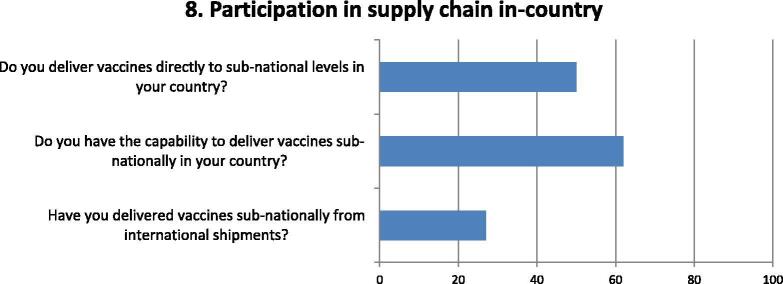 8. Participation in supply chain in-country
Do you deliver vaccines directly to sub-national levels in
your country?
Do you have the capability to deliver vaccines sub-
nationally in your country?
Have you delivered vaccines sub-nationally from
international shipments?
0 20 40 60 80 100